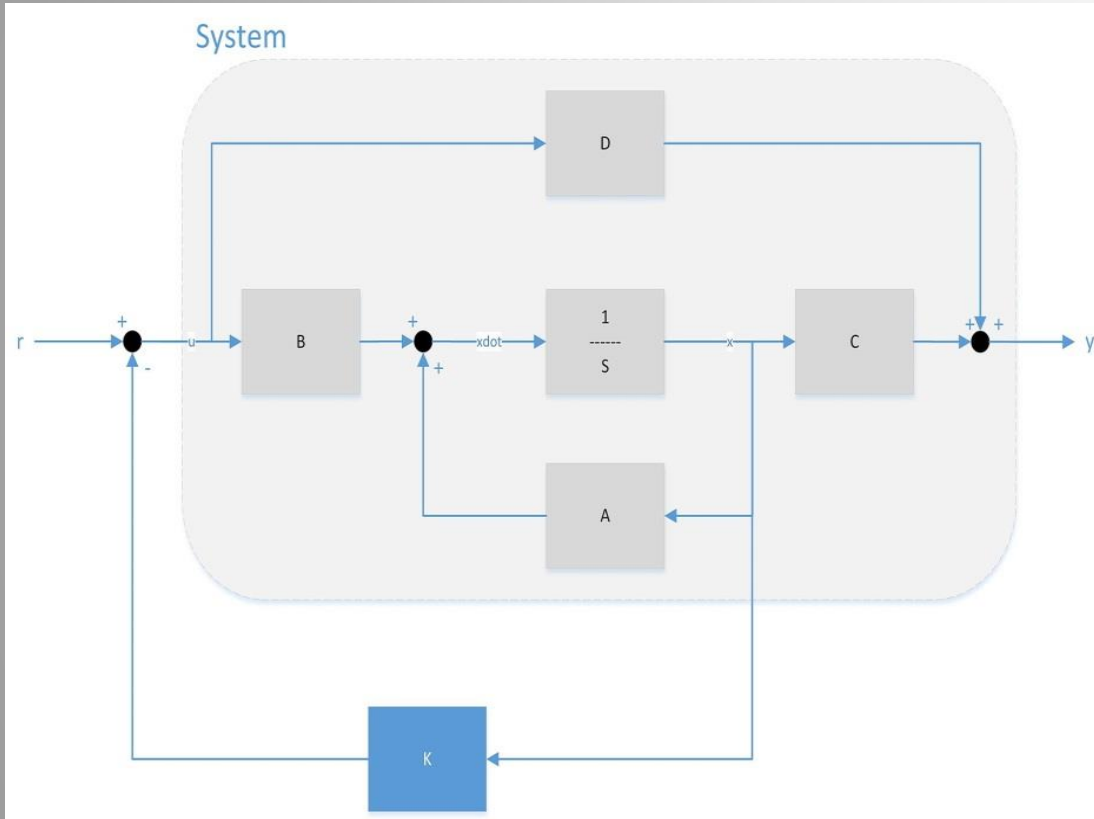 System
D
+
+
+
+
r
u
B
xdot
1
------
S
x
C
y
-
+
A
K